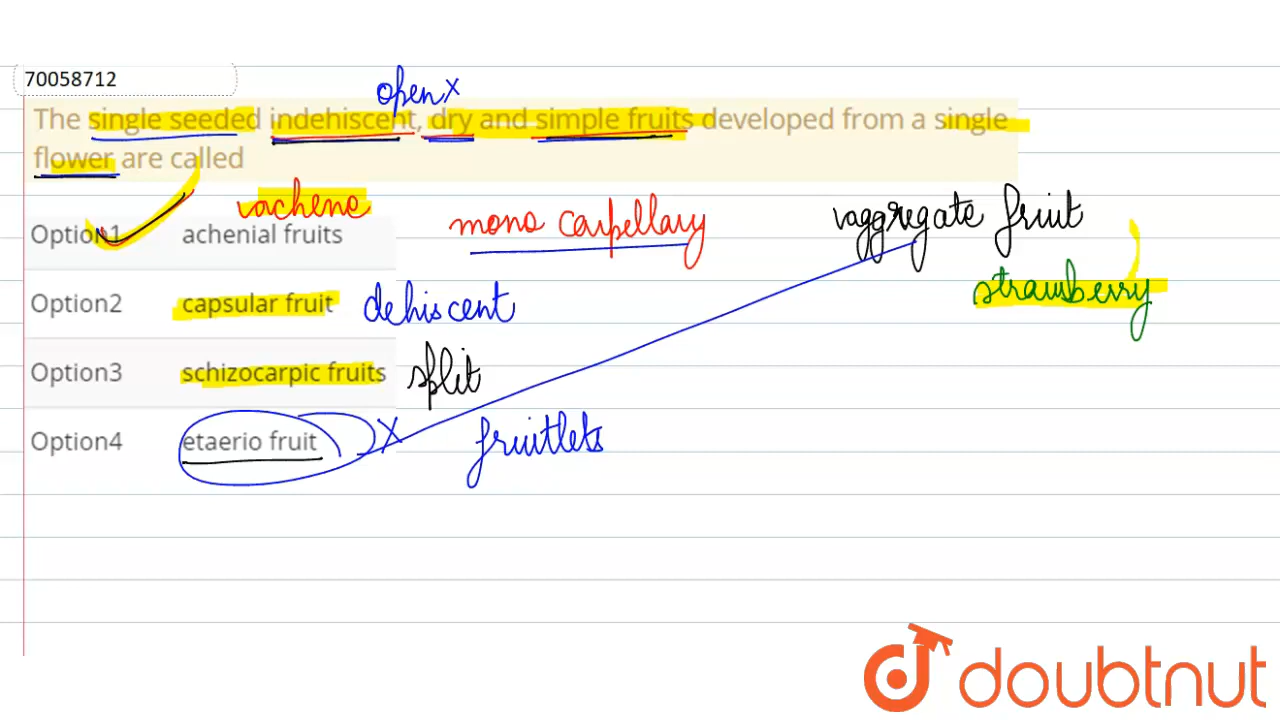 70058712
open x
The single seeded indehiscent, dry and simple fruits developed from a single
flower are called
achene
mono carpellary
aggregate fruit
Option1 achenial fruits
strawberry
Option2 capsular fruit dehiscent
Option3 schizocarpic fruits split
Option4 etaerio fruit x fruitlets
doubtnut